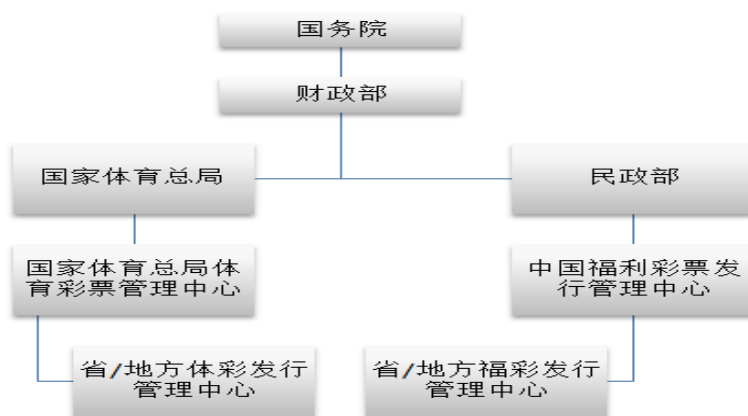 国务院
财政部
国家体育总局
民政部
国家体育总局体
育彩票管理中心
中国福利彩票发
行管理中心
省/地方体彩发行
管理中心
省/地方福彩发行
管理中心